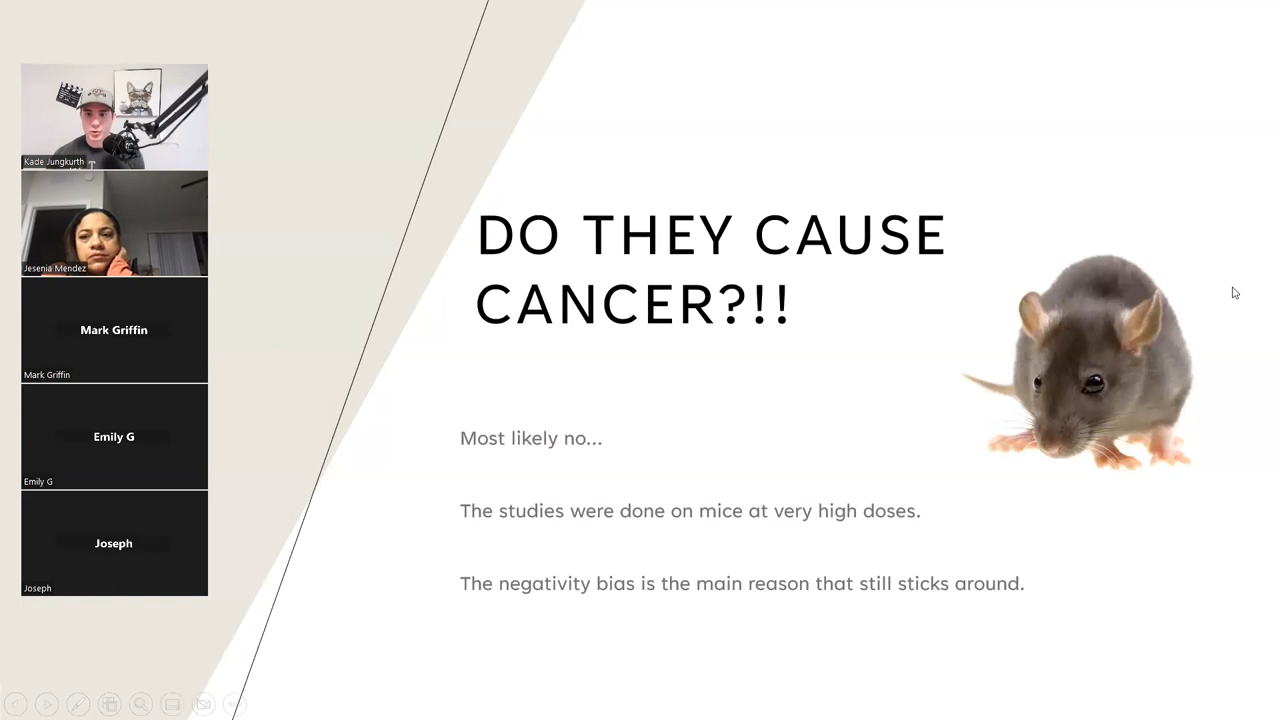 Kade Jungkurth
Jesenia Mendez
Mark Griffin
Mark Griffin
Emily G
Emily G
Joseph
Joseph
DO THEY CAUSE
CANCER?!!
Most likely no...
The studies were done on mice at very high doses.
The negativity bias is the main reason that still sticks around.